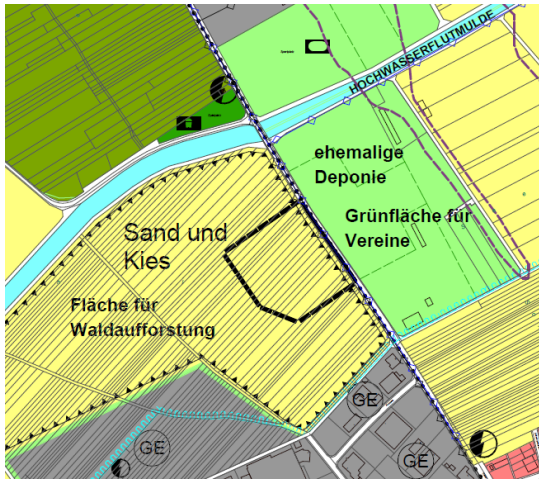 HOCHWASSERFLUTMULDE
ehemalige
Deponie
Grünfläche für
Vereine
Sand und
Kies
Fläche für
Waldaufforstung
GE
GE
GE